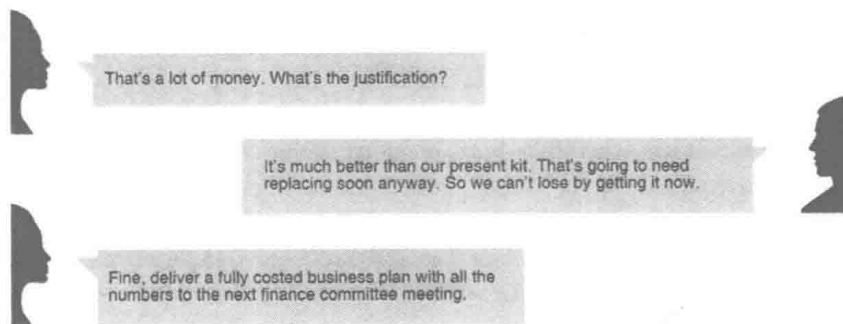 That's a lot of money. What's the justification?
It's much better than our present kit. That's going to need
replacing soon anyway. So we can't lose by getting it now.
Fine, deliver a fully costed business plan with all the
numbers to the next finance committee meeting.